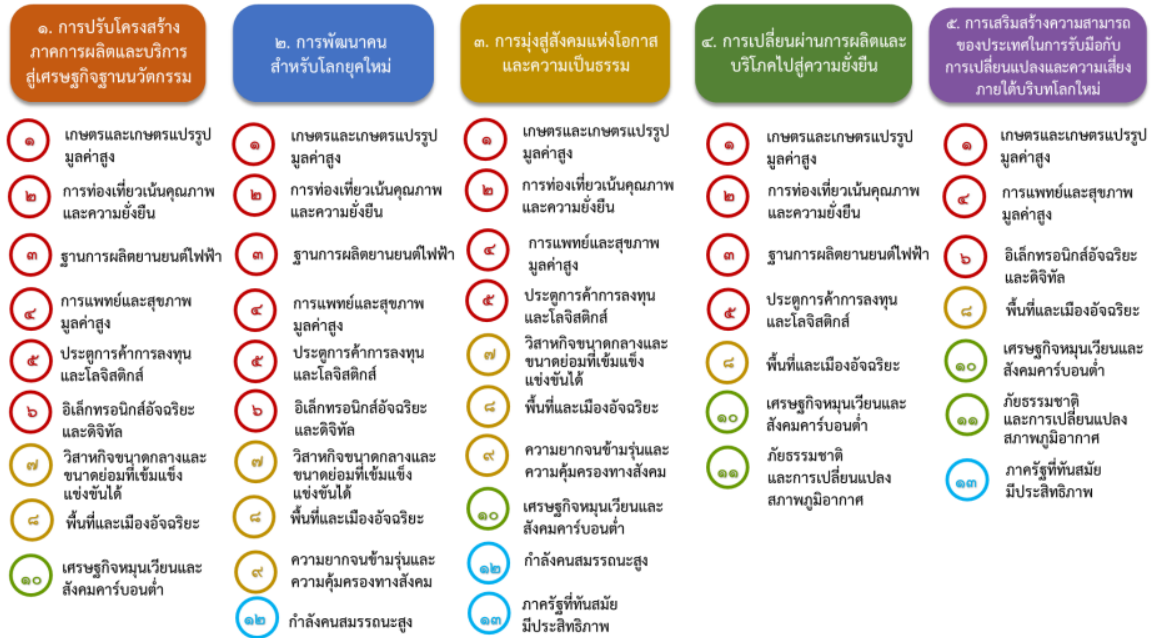 ๑. การปรับโครงสร้าง
ภาคการผลิตและบริการ
สู่เศรษฐกิจฐานนวัตกรรม
๑
เกษตรและเกษตรแปรรูป
มูลค่าสูง
๒
การท่องเที่ยวเน้นคุณภาพ
และความยั่งยืน
๓
ฐานการผลิตยานยนต์ไฟฟ้า
๔
การแพทย์และสุขภาพ
มูลค่าสูง
๕
ประตูการค้าการลงทุน
และโลจิสติกส์
๖
อิเล็กทรอนิกส์อัจฉริยะ
และดิจิทัล
๗
วิสาหกิจขนาดกลางและ
ขนาดย่อมที่เข้มแข็ง
แข่งขันได้
๘
พื้นที่และเมืองอัจฉริยะ
๑๐
เศรษฐกิจหมุนเวียนและ
สังคมคาร์บอนต่ำ
๒. การพัฒนาคน
สำหรับโลกยุคใหม่
๑
เกษตรและเกษตรแปรรูป
มูลค่าสูง
๒
การท่องเที่ยวเน้นคุณภาพ
และความยั่งยืน
๓
ฐานการผลิตยานยนต์ไฟฟ้า
๔
การแพทย์และสุขภาพ
มูลค่าสูง
๕
ประตูการค้าการลงทุน
และโลจิสติกส์
๖
อิเล็กทรอนิกส์อัจฉริยะ
และดิจิทัล
๗
วิสาหกิจขนาดกลางและ
ขนาดย่อมที่เข้มแข็ง
แข่งขันได้
๘
พื้นที่และเมืองอัจฉริยะ
๙
ความยากจนข้ามรุ่นและ
ความคุ้มครองทางสังคม
๑๒
กำลังคนสมรรถนะสูง
๓. การมุ่งสู่สังคมแห่งโอกาส
และความเป็นธรรม
๑
เกษตรและเกษตรแปรรูป
มูลค่าสูง
๒
การท่องเที่ยวเน้นคุณภาพ
และความยั่งยืน
๔
การแพทย์และสุขภาพ
มูลค่าสูง
๕
ประตูการค้าการลงทุน
และโลจิสติกส์
๗
วิสาหกิจขนาดกลางและ
ขนาดย่อมที่เข้มแข็ง
แข่งขันได้
๘
พื้นที่และเมืองอัจฉริยะ
๙
ความยากจนข้ามรุ่นและ
ความคุ้มครองทางสังคม
๑๐
เศรษฐกิจหมุนเวียนและ
สังคมคาร์บอนต่ำ
๑๒
กำลังคนสมรรถนะสูง
๑๓
ภาครัฐที่ทันสมัย
มีประสิทธิภาพ
๔. การเปลี่ยนผ่านการผลิตและ
บริโภคไปสู่ความยั่งยืน
๑
เกษตรและเกษตรแปรรูป
มูลค่าสูง
๒
การท่องเที่ยวเน้นคุณภาพ
และความยั่งยืน
๓
ฐานการผลิตยานยนต์ไฟฟ้า
๕
ประตูการค้าการลงทุน
และโลจิสติกส์
๘
พื้นที่และเมืองอัจฉริยะ
๑๐
เศรษฐกิจหมุนเวียนและ
สังคมคาร์บอนต่ำ
๑๑
ภัยธรรมชาติ
และการเปลี่ยนแปลง
สภาพภูมิอากาศ
๕. การเสริมสร้างความสามารถ
ของประเทศในการรับมือกับ
การเปลี่ยนแปลงและความเสี่ยง
ภายใต้บริบทโลกใหม่
๑
เกษตรและเกษตรแปรรูป
มูลค่าสูง
๔
การแพทย์และสุขภาพ
มูลค่าสูง
๖
อิเล็กทรอนิกส์อัจฉริยะ
และดิจิทัล
๘
พื้นที่และเมืองอัจฉริยะ
๑๐
เศรษฐกิจหมุนเวียนและ
สังคมคาร์บอนต่ำ
๑๑
ภัยธรรมชาติ
และการเปลี่ยนแปลง
สภาพภูมิอากาศ
๑๓
ภาครัฐที่ทันสมัย
มีประสิทธิภาพ